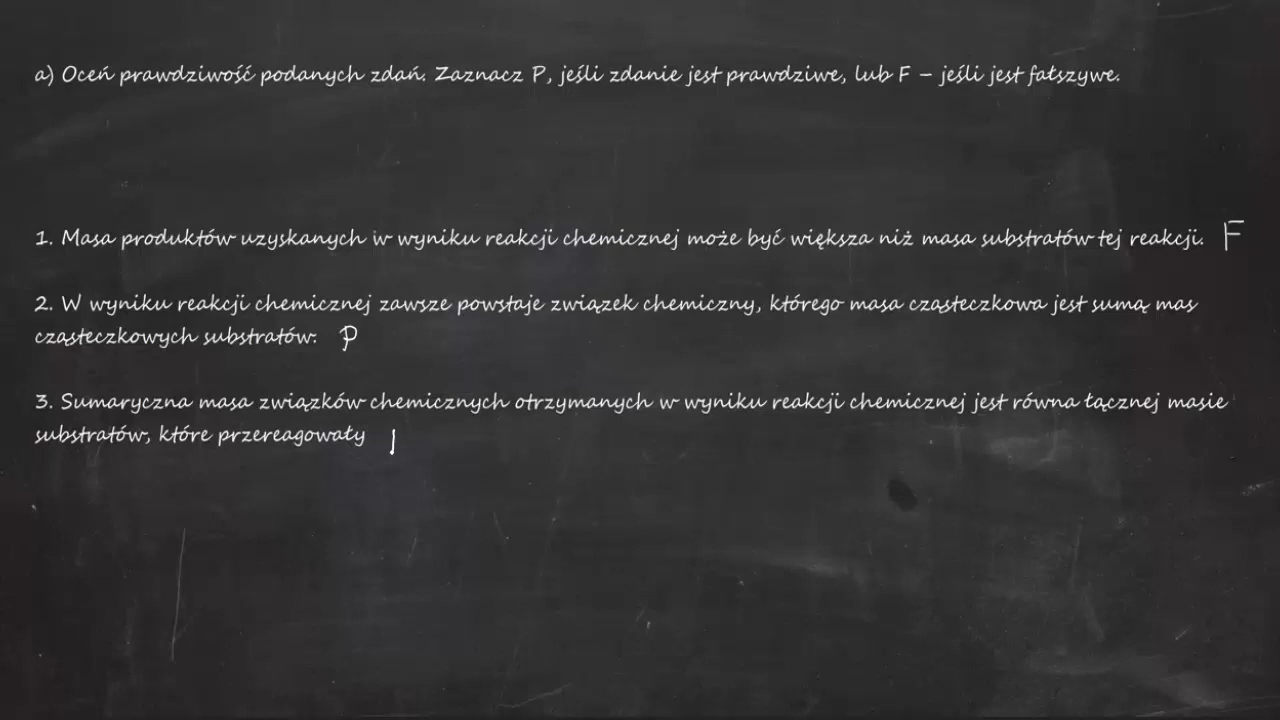 a) Oceń prawdziwość podanych zdań. Zaznacz P, jeśli zdanie jest prawdziwe, lub F – jeśli jest fałszywe.
1. Masa produktów uzyskanych w wyniku reakcji chemicznej może być większa niż masa substratów tej reakcji. F
2. W wyniku reakcji chemicznej zawsze powstaje związek chemiczny, którego masa cząsteczkowa jest sumą mas
cząsteczkowych substratów. P
3. Sumaryczna masa związków chemicznych otrzymanych w wyniku reakcji chemicznej jest równa łącznej masie
substratów, które przereagowały